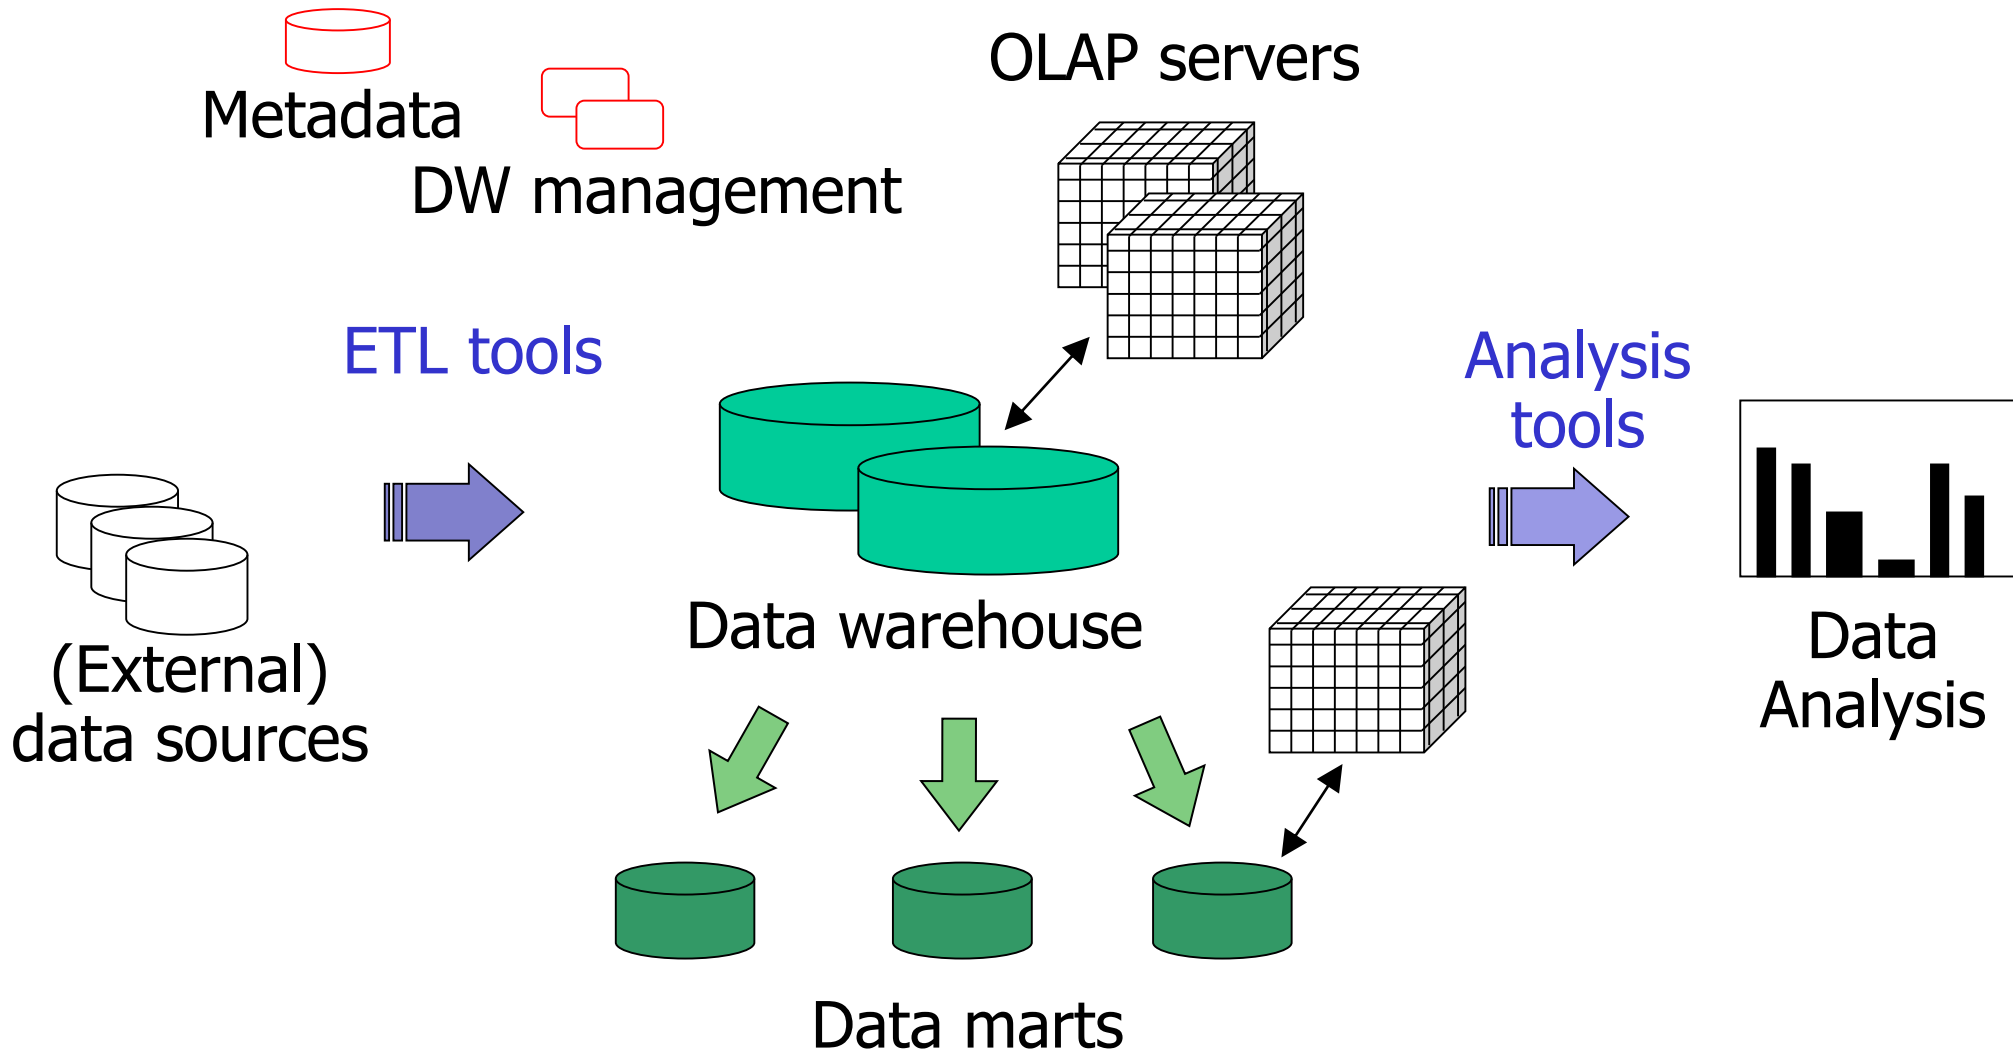 Metadata
DW management
OLAP servers
ETL tools
Analysis
tools
(External)
data sources
Data warehouse
Data
Analysis
Data marts